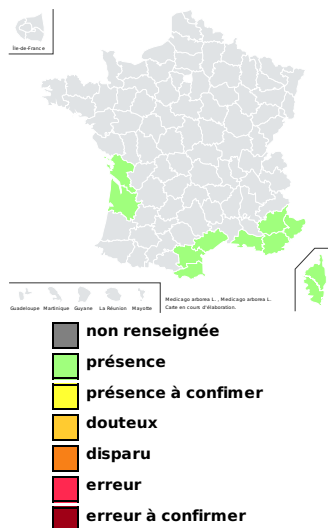 Île-de-France
Guadeloupe Martinique Guyane La Réunion Mayotte
Medicago arborea L. , Medicago arborea L.
Carte en cours d'élaboration.
non renseignée
présence
présence à confimer
douteux
disparu
erreur
erreur à confirmer